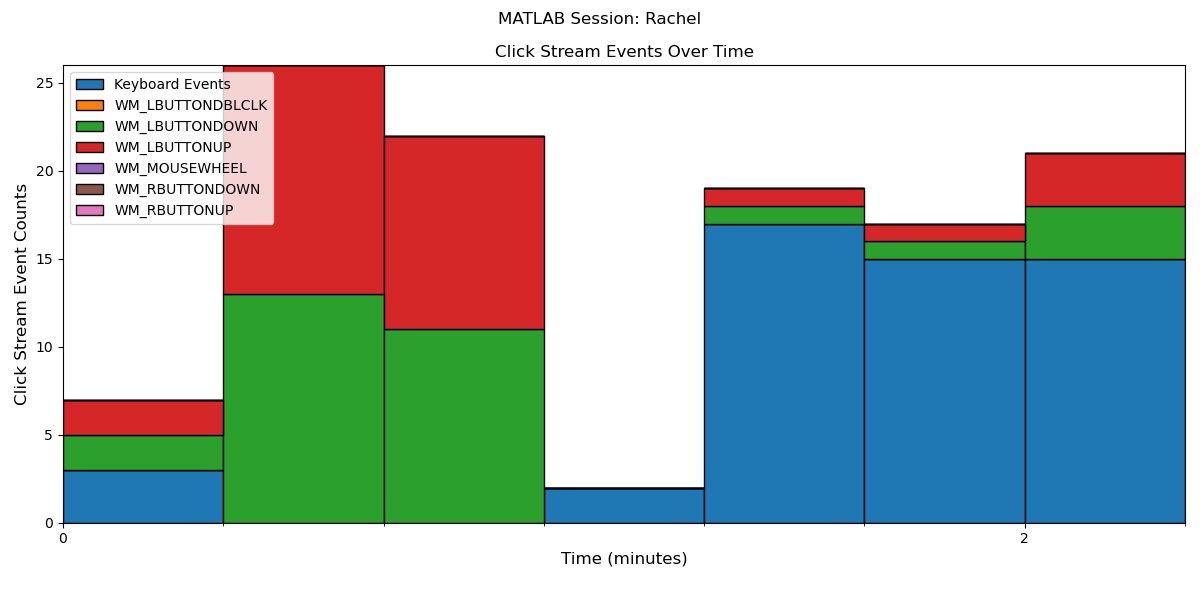 MATLAB Session: Rachel
Click Stream Events Over Time
Keyboard Events
WM_LBUTTONDBLCLK
WM_LBUTTONDOWN
WM_LBUTTONUP
WM_MOUSEWHEEL
WM_RBUTTONDOWN
WM_RBUTTONUP
Click Stream Event Counts
25
20
15
10
5
0
0
2
Time (minutes)